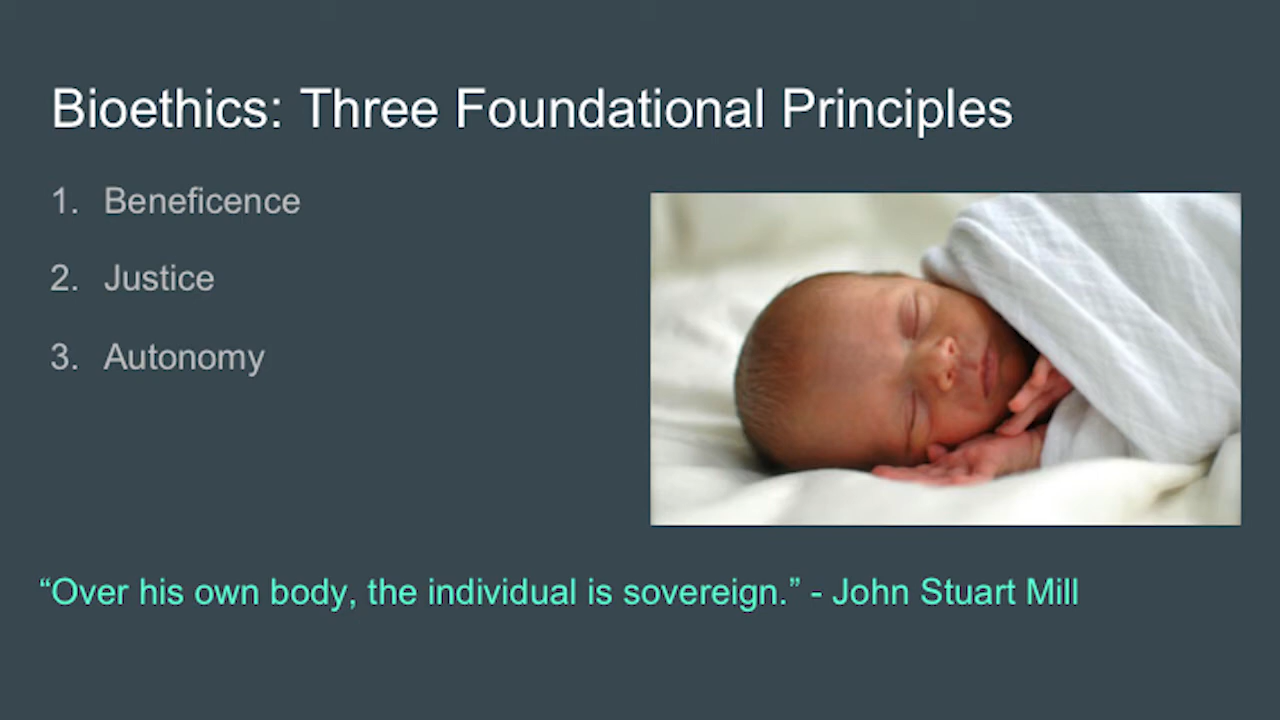 Bioethics: Three Foundational Principles
1. Beneficence
2. Justice
3. Autonomy
“Over his own body, the individual is sovereign.” - John Stuart Mill